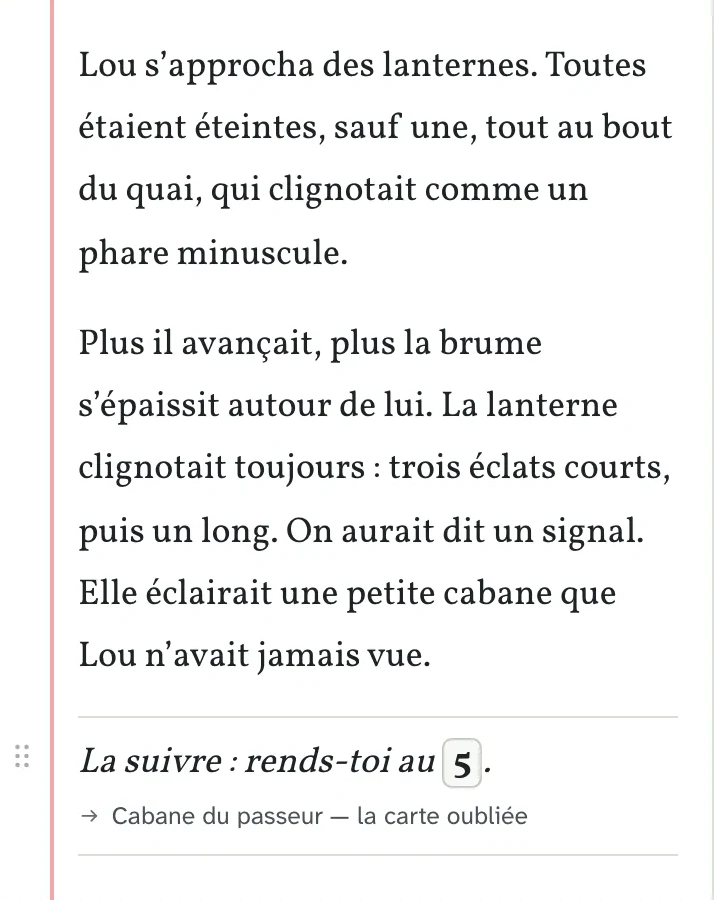 Lou s’approcha des lanternes. Toutes
étaient éteintes, sauf une, tout au bout
du quai, qui clignotait comme un
phare minuscule.
Plus il avançait, plus la brume
s’épaissit autour de lui. La lanterne
clignotait toujours : trois éclats courts,
puis un long. On aurait dit un signal.
Elle éclairait une petite cabane que
Lou n’avait jamais vue.
La suivre : rends-toi au 5.
→ Cabane du passeur — la carte oubliée